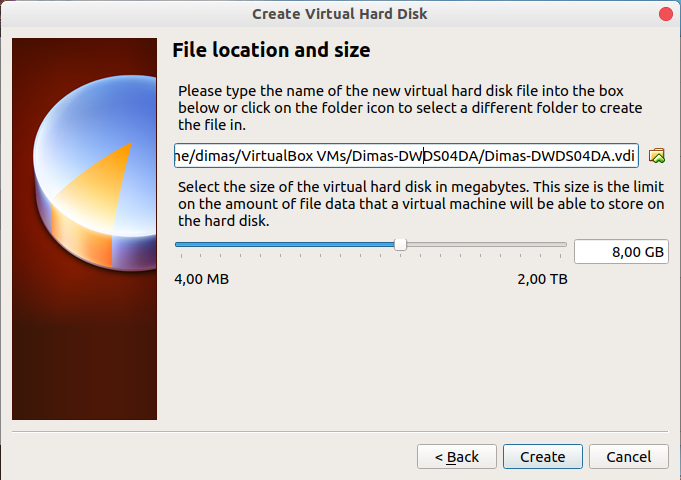 Create Virtual Hard Disk
File location and size
Please type the name of the new virtual hard disk file into the box
below or click on the folder icon to select a different folder to create
the file in.
ne/dimas/VirtualBox VMs/Dimas-DWDS04DA/Dimas-DWDS04DA.vdi
Select the size of the virtual hard disk in megabytes. This size is the limit
on the amount of file data that a virtual machine will be able to store on
the hard disk.
8,00 GB
4,00 MB 2,00 TB
< Back Create Cancel